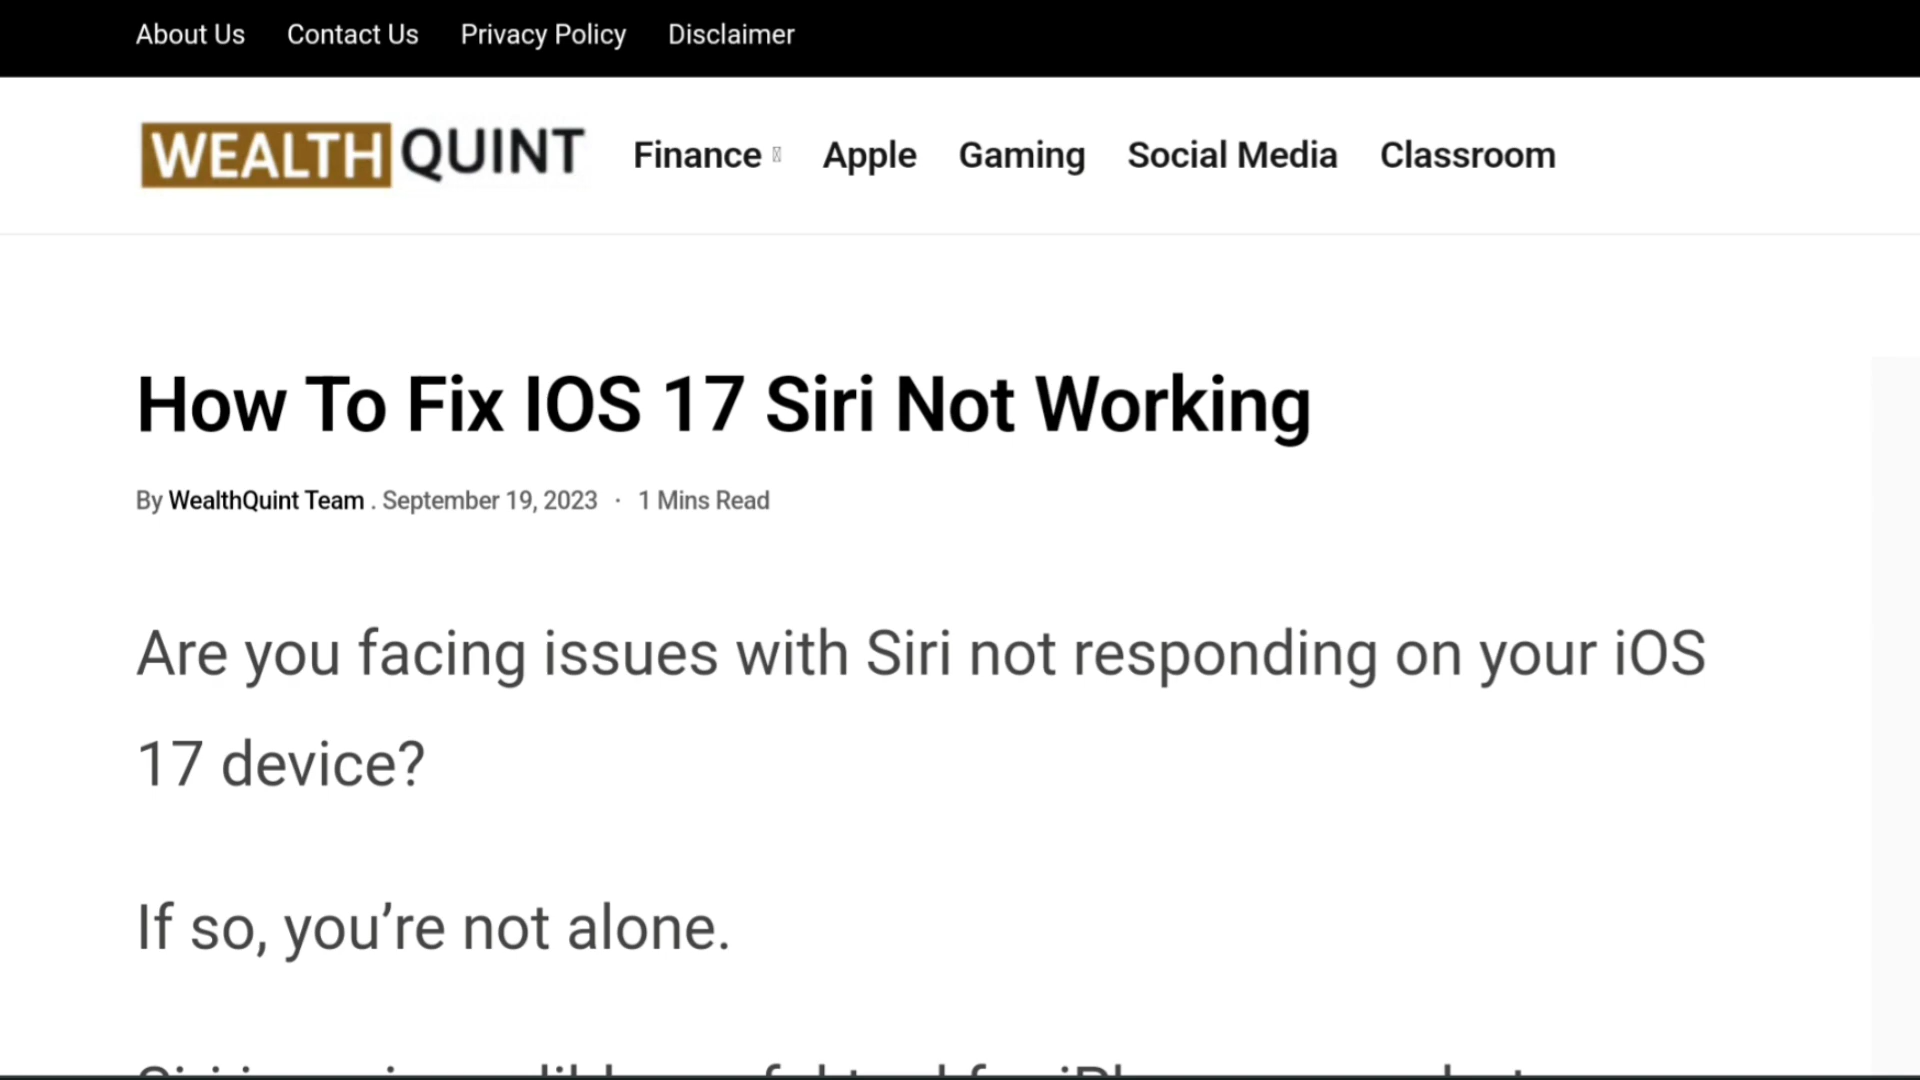 About Us Contact Us Privacy Policy Disclaimer
WEALTH QUINT Finance Apple Gaming Social Media Classroom
How To Fix IOS 17 Siri Not Working
By WealthQuint Team . September 19, 2023 · 1 Mins Read
Are you facing issues with Siri not responding on your iOS
17 device?
If so, you’re not alone.